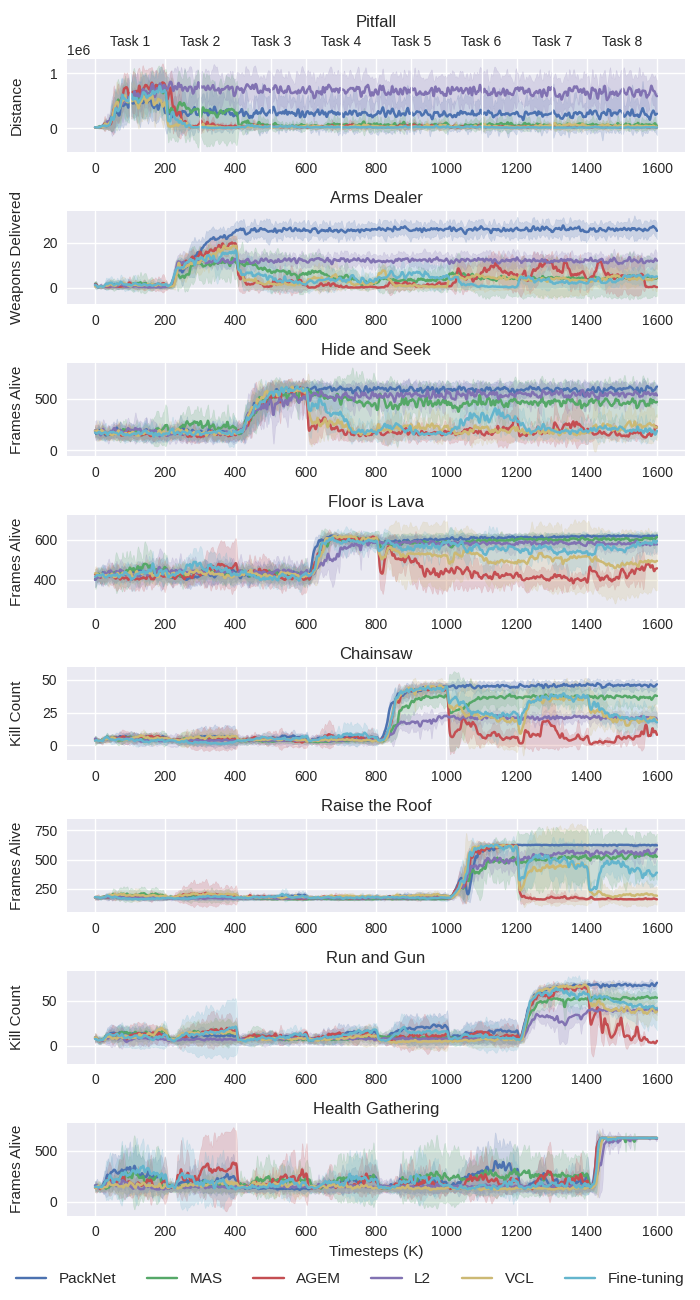 Pitfall
Task 1 Task 2 Task 3 Task 4 Task 5 Task 6 Task 7 Task 8
1e6
1
0
Distance
0 200 400 600 800 1000 1200 1400 1600
Arms Dealer
20
0
Weapons Delivered
0 200 400 600 800 1000 1200 1400 1600
Hide and Seek
500
0
Frames Alive
0 200 400 600 800 1000 1200 1400 1600
Floor is Lava
600
400
Frames Alive
0 200 400 600 800 1000 1200 1400 1600
Chainsaw
50
25
0
Kill Count
0 200 400 600 800 1000 1200 1400 1600
Raise the Roof
750
500
250
Frames Alive
0 200 400 600 800 1000 1200 1400 1600
Run and Gun
50
0
Kill Count
0 200 400 600 800 1000 1200 1400 1600
Health Gathering
500
0
Frames Alive
0 200 400 600 800 1000 1200 1400 1600
Timesteps (K)
PackNet MAS AGEM L2 VCL Fine-tuning